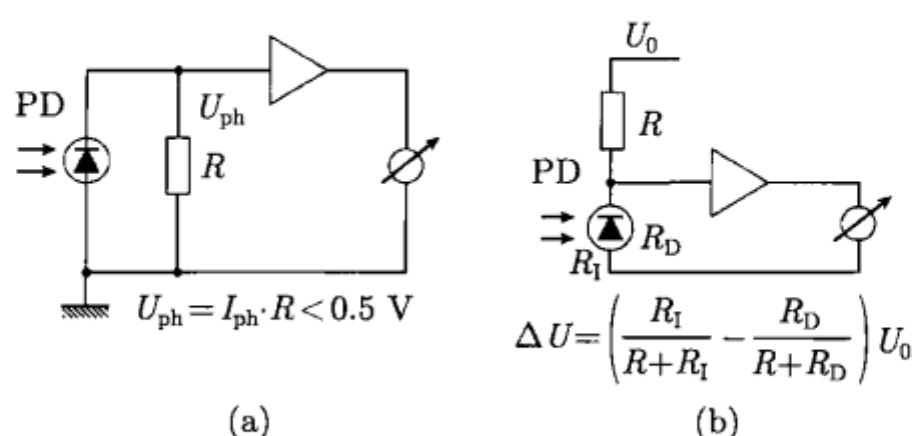 PD
U_ph
R
U_ph = I_ph·R < 0.5 V
(a)
U_0
R
PD
R_D
R_I
ΔU = (R_I/(R+R_I) − R_D/(R+R_D)) U_0
(b)